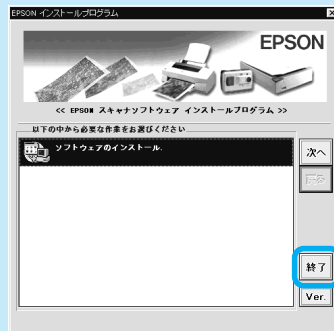 EPSON インストールプログラム
EPSON
<< EPSON スキャナソフトウェア インストールプログラム >>
以下の中から必要な作業をお選びください
ソフトウェアのインストール.
次へ
戻る
終了
Ver.